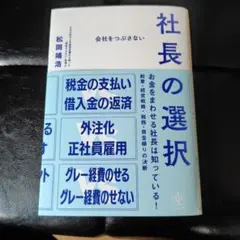 会社をつぶさない
社長の選択
松岡靖浩
お金をまわせる社長は知っている!
税金の支払い
借入金の返済
外注化
正社員雇用
グレー経費のせる
グレー経費のせない